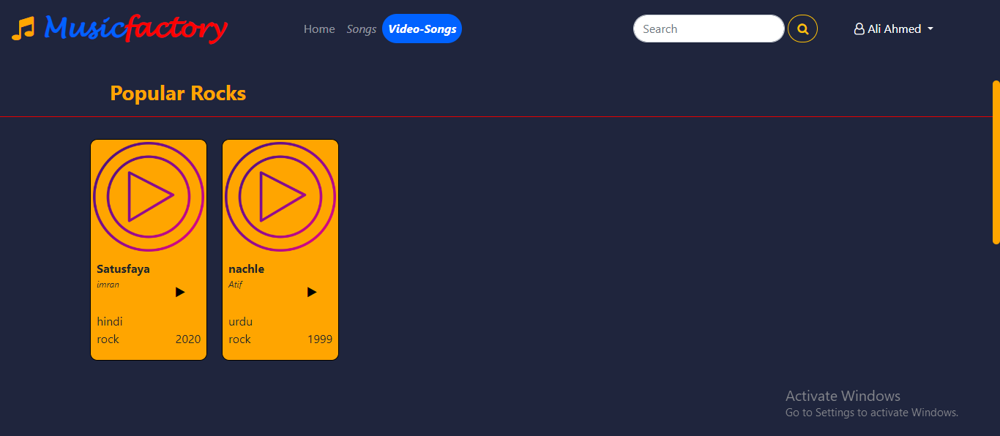 Musicfactory
Home Songs Video-Songs
Search
Ali Ahmed
Popular Rocks
Satusfaya
imran
hindi
rock 2020
nachle
Atif
urdu
rock 1999
Activate Windows
Go to Settings to activate Windows.